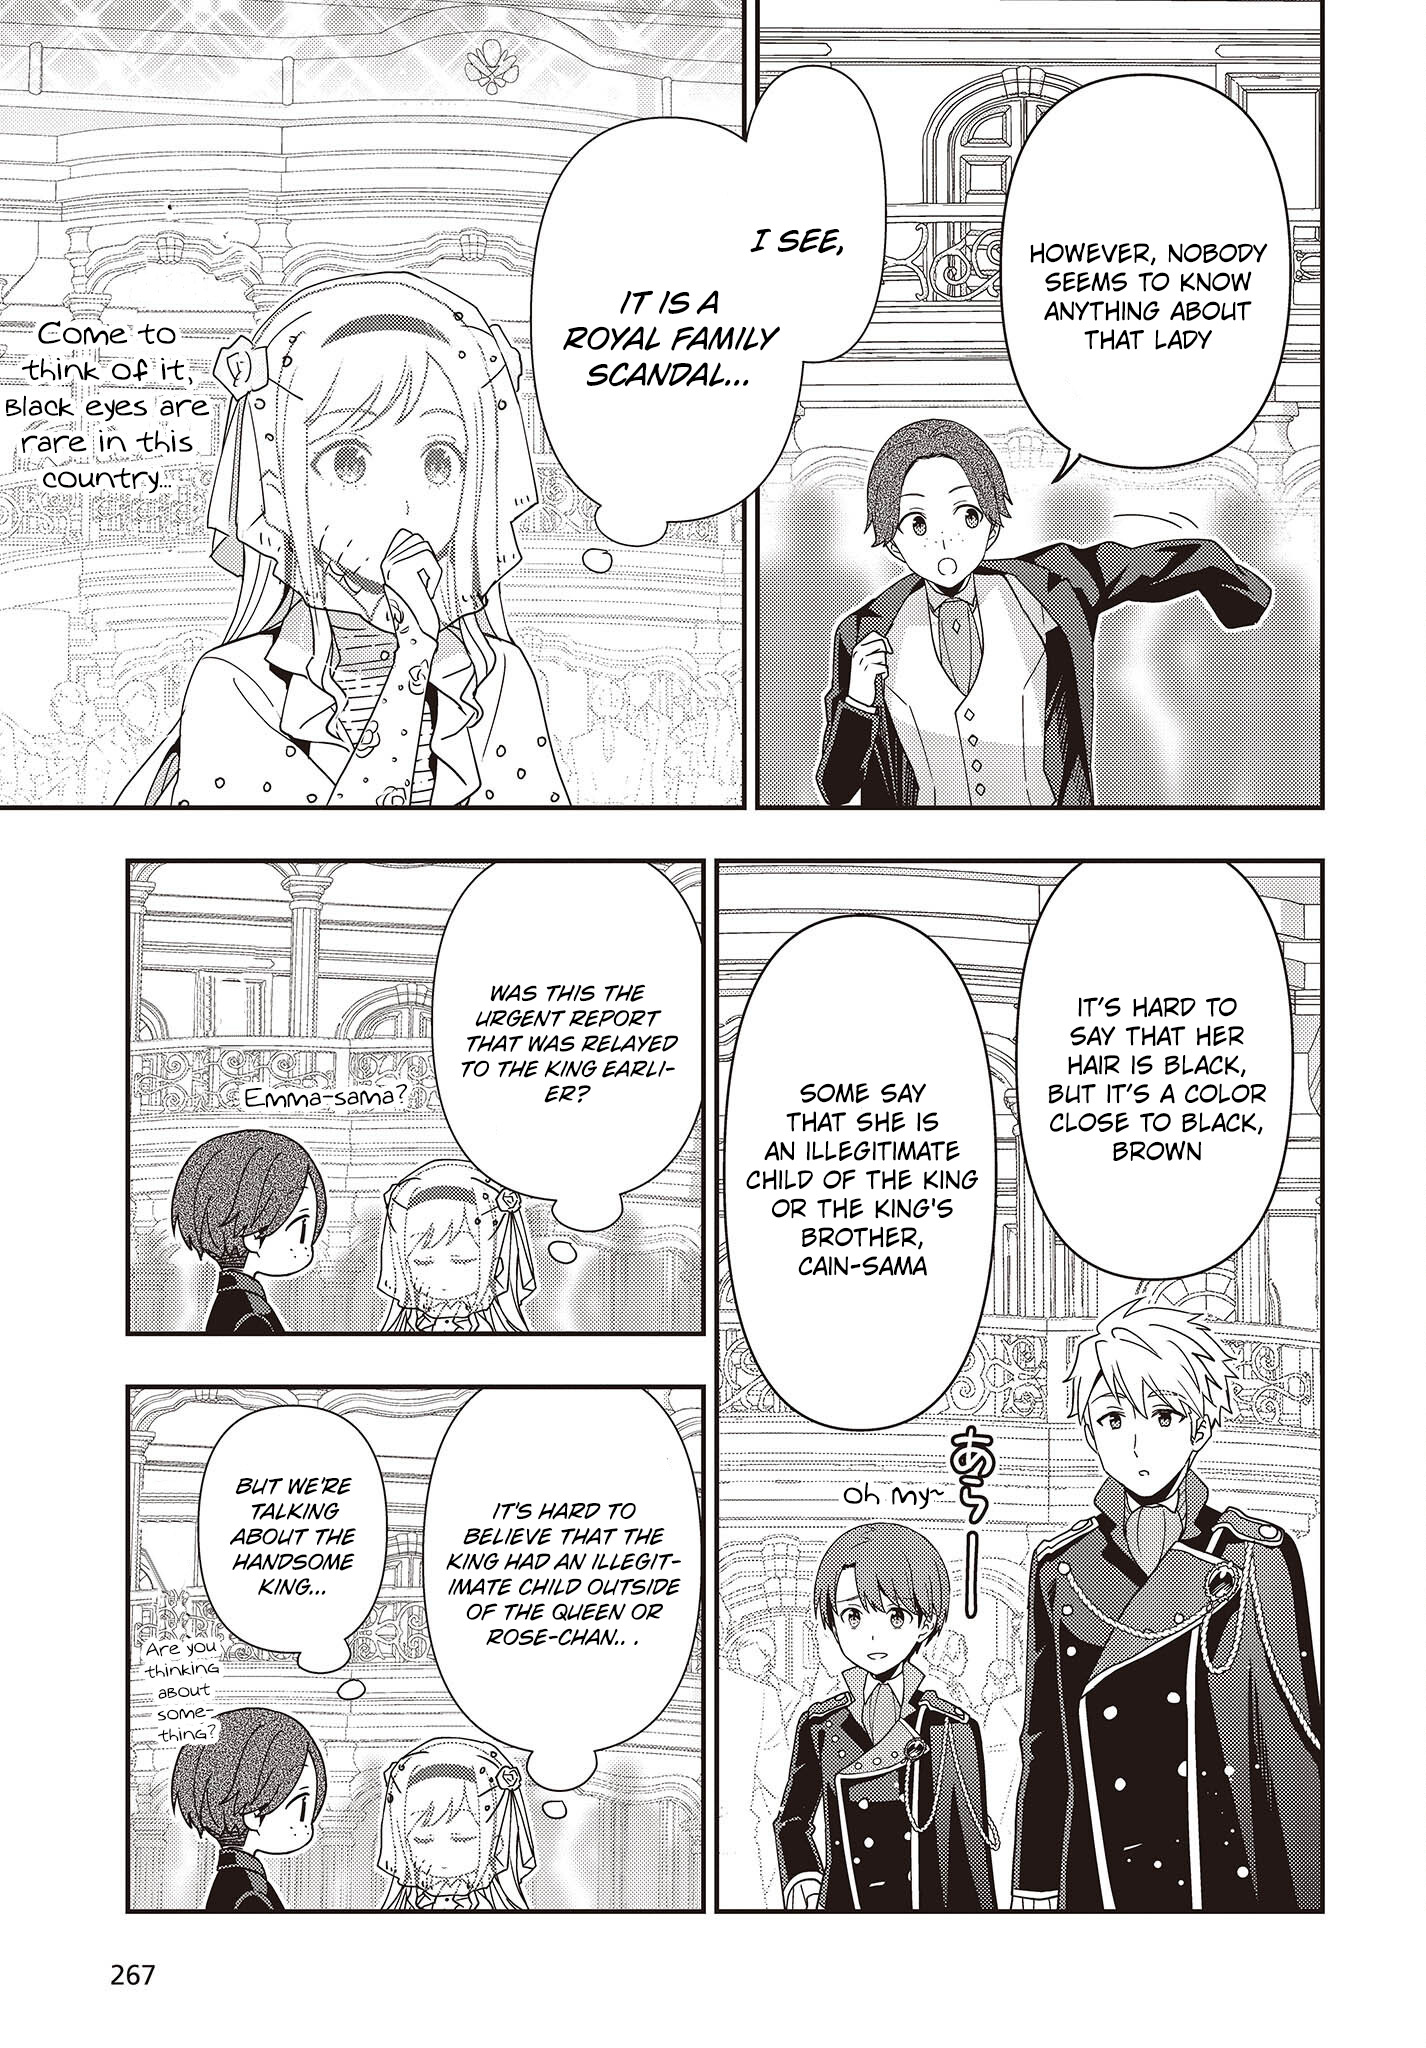 HOWEVER, NOBODY
SEEMS TO KNOW
ANYTHING ABOUT
THAT LADY
I SEE,
IT IS A
ROYAL FAMILY
SCANDAL...
Come to
think of it,
Black eyes are
rare in this
country...
IT'S HARD TO
SAY THAT HER
HAIR IS BLACK,
BUT IT'S A COLOR
CLOSE TO BLACK,
BROWN
SOME SAY
THAT SHE IS
AN ILLEGITIMATE
CHILD OF THE KING
OR THE KING'S
BROTHER,
CAIN-SAMA
あらー
Oh my~
WAS THIS THE
URGENT REPORT
THAT WAS RELAYED
TO THE KING EARLI-
ER?
Emma-sama?
IT'S HARD TO
BELIEVE THAT THE
KING HAD AN ILLEGIT-
IMATE CHILD OUTSIDE
OF THE QUEEN OR
ROSE-CHAN.. .
BUT WE'RE
TALKING
ABOUT THE
HANDSOME
KING...
Are you
thinking
about
some-
thing?
267